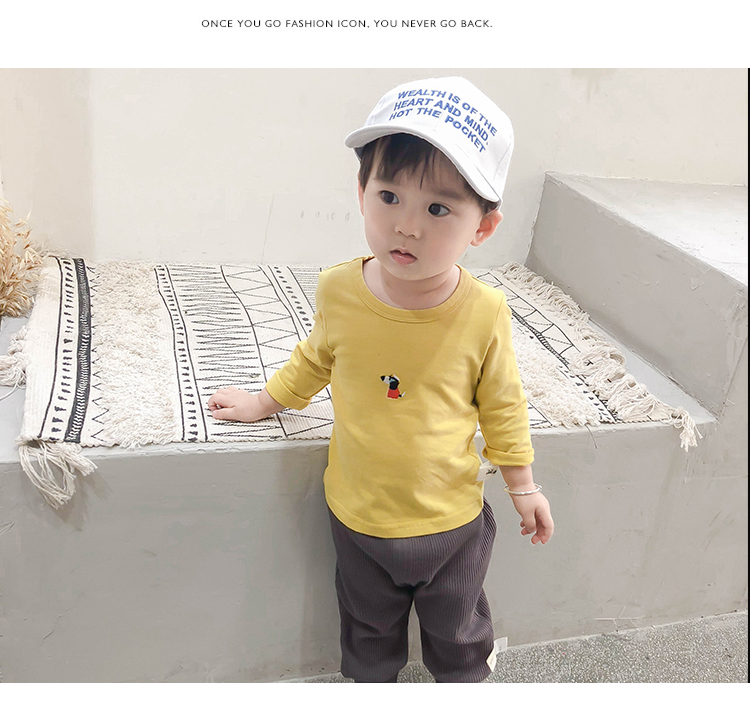 ONCE YOU GO FASHION ICON, YOU NEVER GO BACK.
WEALTH IS OF THE
HEART AND MIND.
NOT THE POCKET